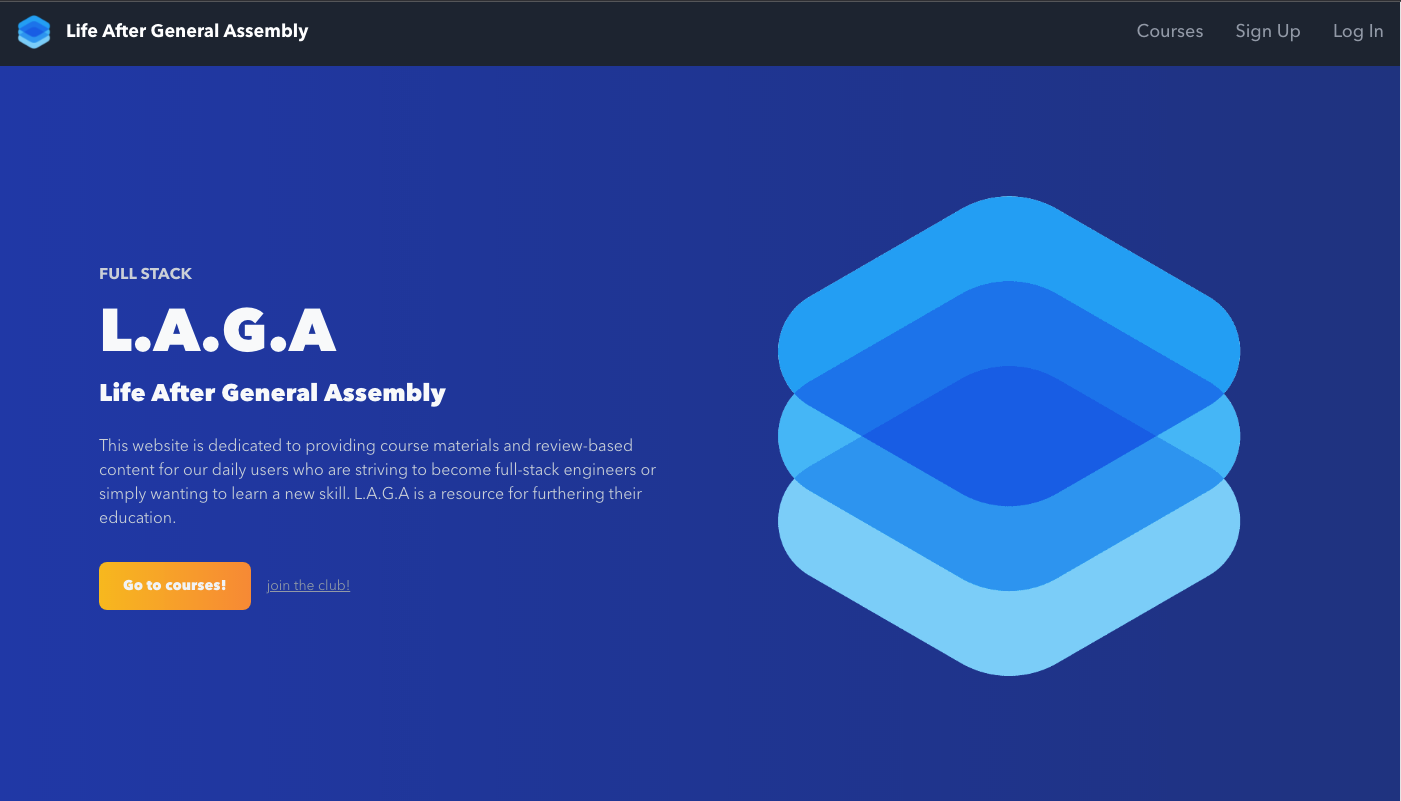 Life After General Assembly
Courses
Sign Up
Log In
FULL STACK
L.A.G.A
Life After General Assembly
This website is dedicated to providing course materials and review-based
content for our daily users who are striving to become full-stack engineers or
simply wanting to learn a new skill. L.A.G.A is a resource for furthering their
education.
Go to courses!
join the club!